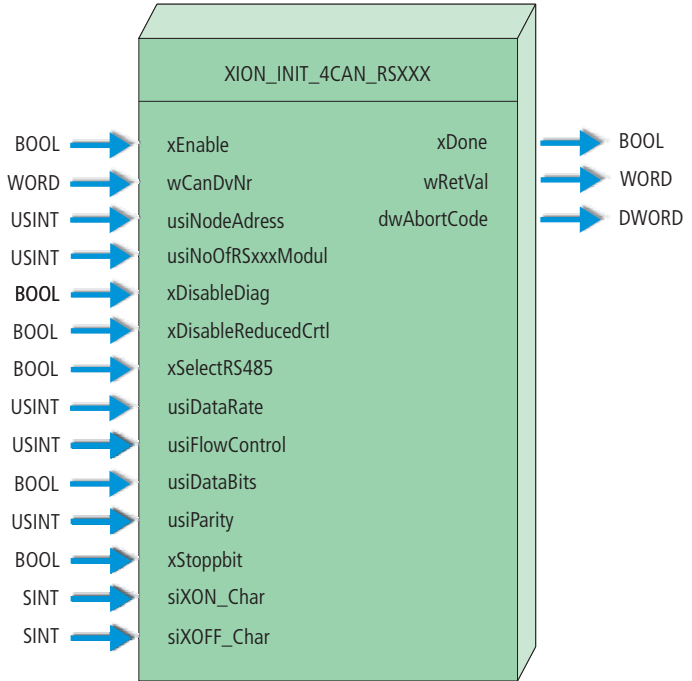 XION_INIT_4CAN_RSXXX
BOOL xEnable xDone BOOL
WORD wCanDvNr wRetVal WORD
USINT usiNodeAdress dwAbortCode DWORD
USINT usiNoOfRSxxxModul
BOOL xDisableDiag
BOOL xDisableReducedCrtl
BOOL xSelectRS485
USINT usiDataRate
USINT usiFlowControl
BOOL usiDataBits
USINT usiParity
BOOL xStoppbit
SINT siXON_Char
SINT siXOFF_Char